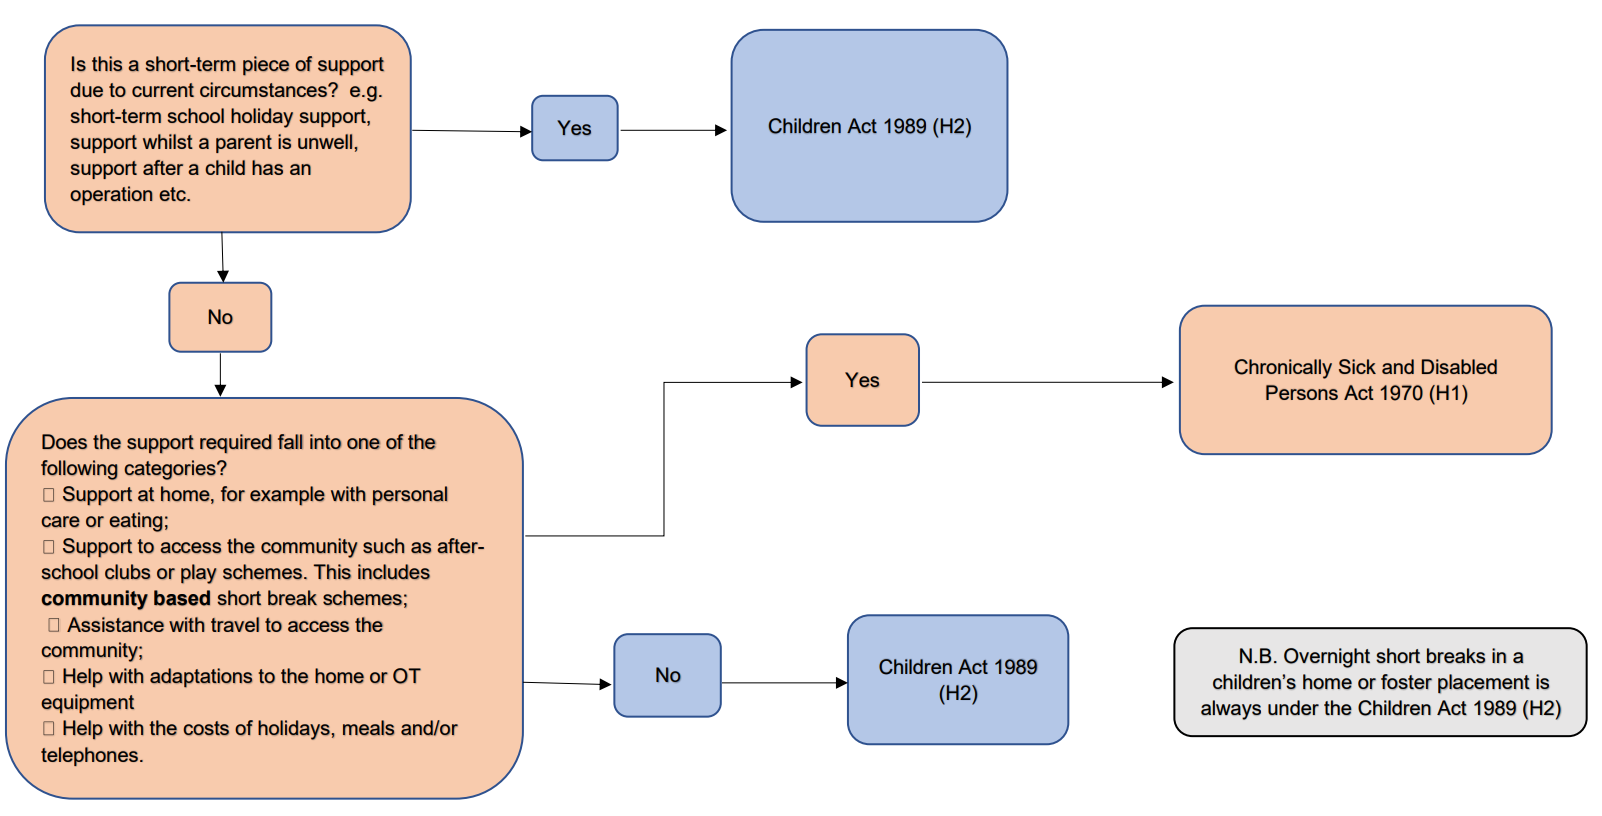 Is this a short-term piece of support
due to current circumstances?  e.g.
short-term school holiday support,
support whilst a parent is unwell,
support after a child has an
operation etc.
Yes
Children Act 1989 (H2)
No
Does the support required fall into one of the
following categories?
▯ Support at home, for example with personal
care or eating;
▯ Support to access the community such as after-
school clubs or play schemes. This includes
community based short break schemes;
▯ Assistance with travel to access the
community;
▯ Help with adaptations to the home or OT
equipment
▯ Help with the costs of holidays, meals and/or
telephones.
Yes
Chronically Sick and Disabled
Persons Act 1970 (H1)
No
Children Act 1989
(H2)
N.B. Overnight short breaks in a
children’s home or foster placement is
always under the Children Act 1989 (H2)